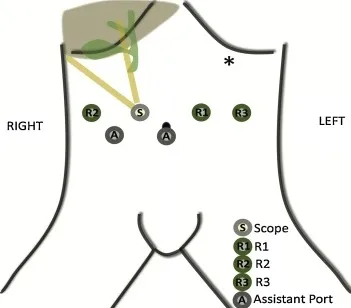 *
R2 S R1 R3
RIGHT A A LEFT
S Scope
R1 R1
R2 R2
R3 R3
A Assistant Port